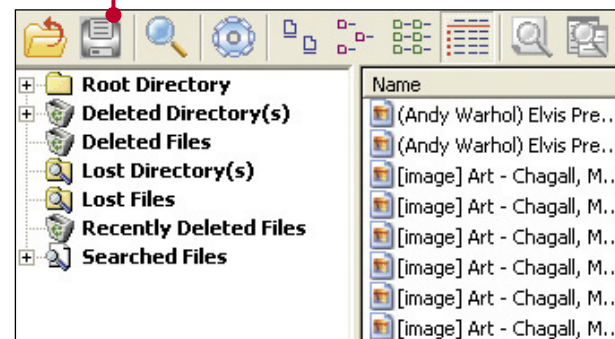 Root Directory
Deleted Directory(s)
Deleted Files
Lost Directory(s)
Lost Files
Recently Deleted Files
Searched Files
Name
(Andy Warhol) Elvis Pre...
(Andy Warhol) Elvis Pre...
[image] Art - Chagall, M...
[image] Art - Chagall, M...
[image] Art - Chagall, M...
[image] Art - Chagall, M...
[image] Art - Chagall, M...
[image] Art - Chagall, M...